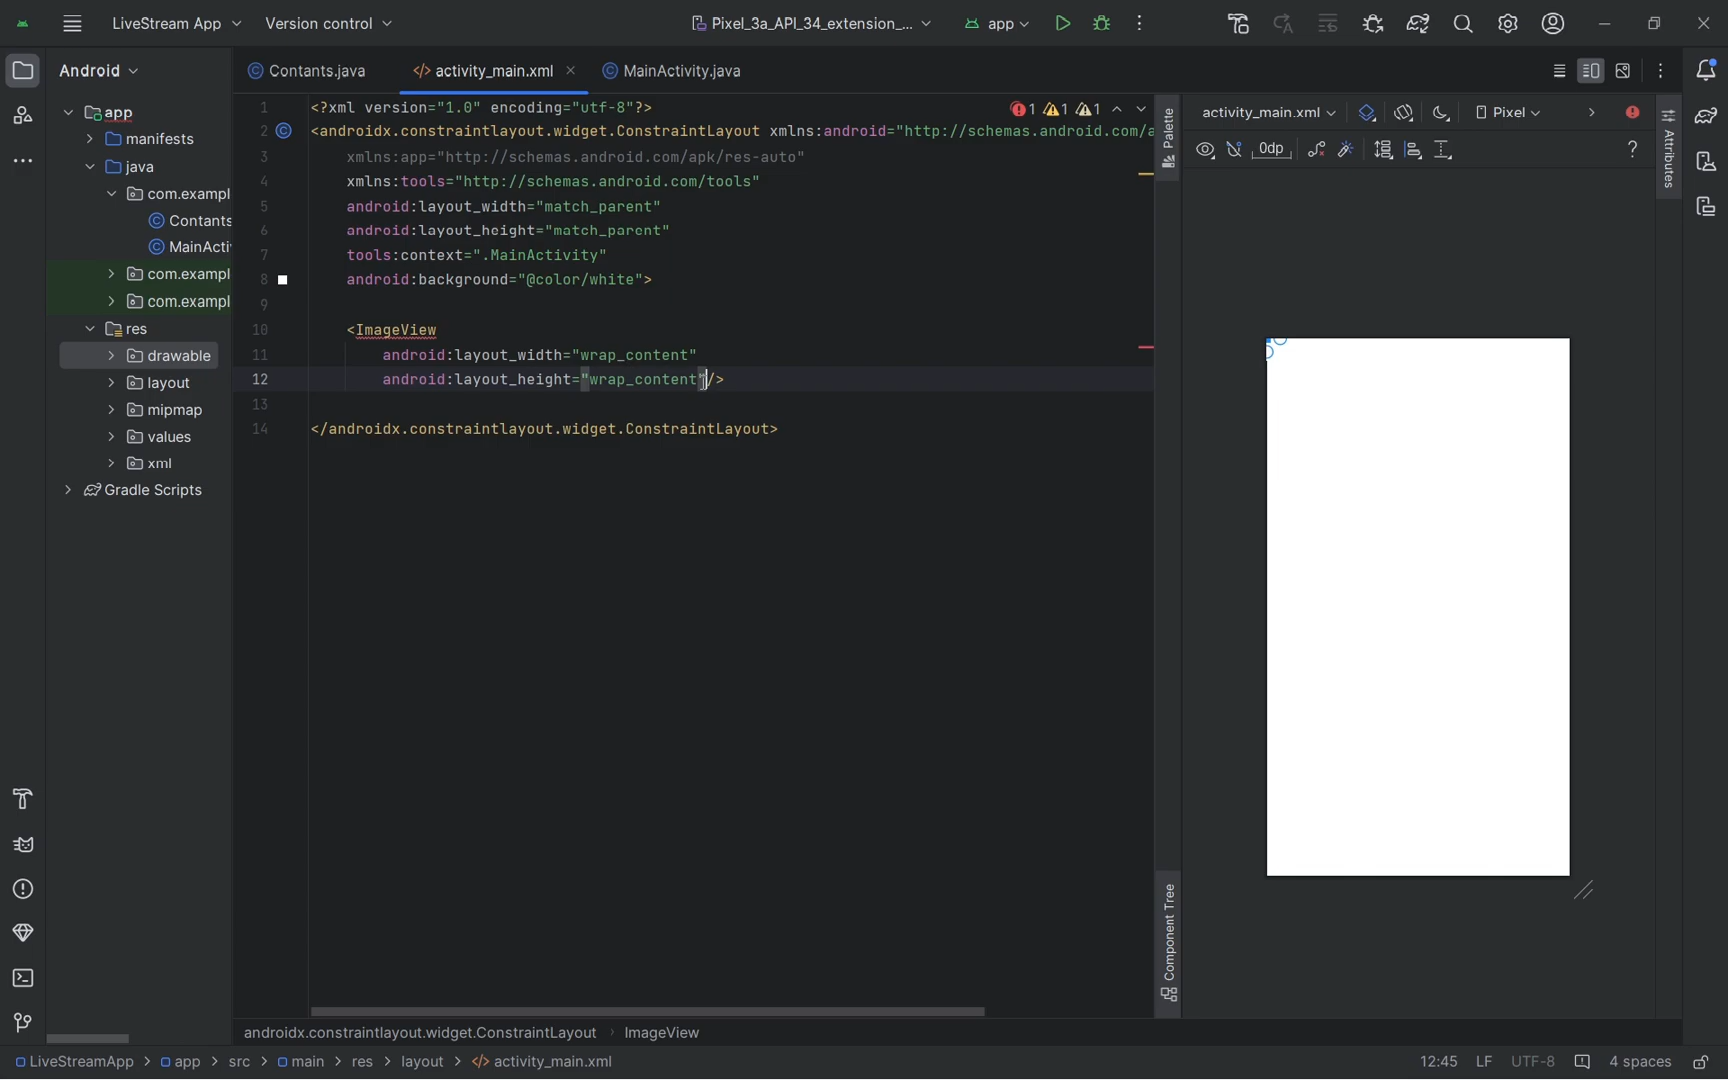 LiveStream App
Version control
Pixel_3a_API_34_extension_...
app
Android
Contants.java
activity_main.xml
MainActivity.java
app
manifests
java
com.exampl
Contants
MainActi
com.exampl
com.exampl
res
drawable
layout
mipmap
values
xml
Gradle Scripts
1 <?xml version="1.0" encoding="utf-8"?>
2 <androidx.constraintlayout.widget.ConstraintLayout xmlns:android="http://schemas.android.com/a
3 xmlns:app="http://schemas.android.com/apk/res-auto"
4 xmlns:tools="http://schemas.android.com/tools"
5 android:layout_width="match_parent"
6 android:layout_height="match_parent"
7 tools:context=".MainActivity"
8 android:background="@color/white">
9
10 <ImageView
11 android:layout_width="wrap_content"
12 android:layout_height="wrap_content"/>
13
14 </androidx.constraintlayout.widget.ConstraintLayout>
1 1 1
Palette
Component Tree
activity_main.xml
Pixel
0dp
?
Attributes
androidx.constraintlayout.widget.ConstraintLayout > ImageView
LiveStreamApp > app > src > main > res > layout > </> activity_main.xml
12:45 LF UTF-8 4 spaces